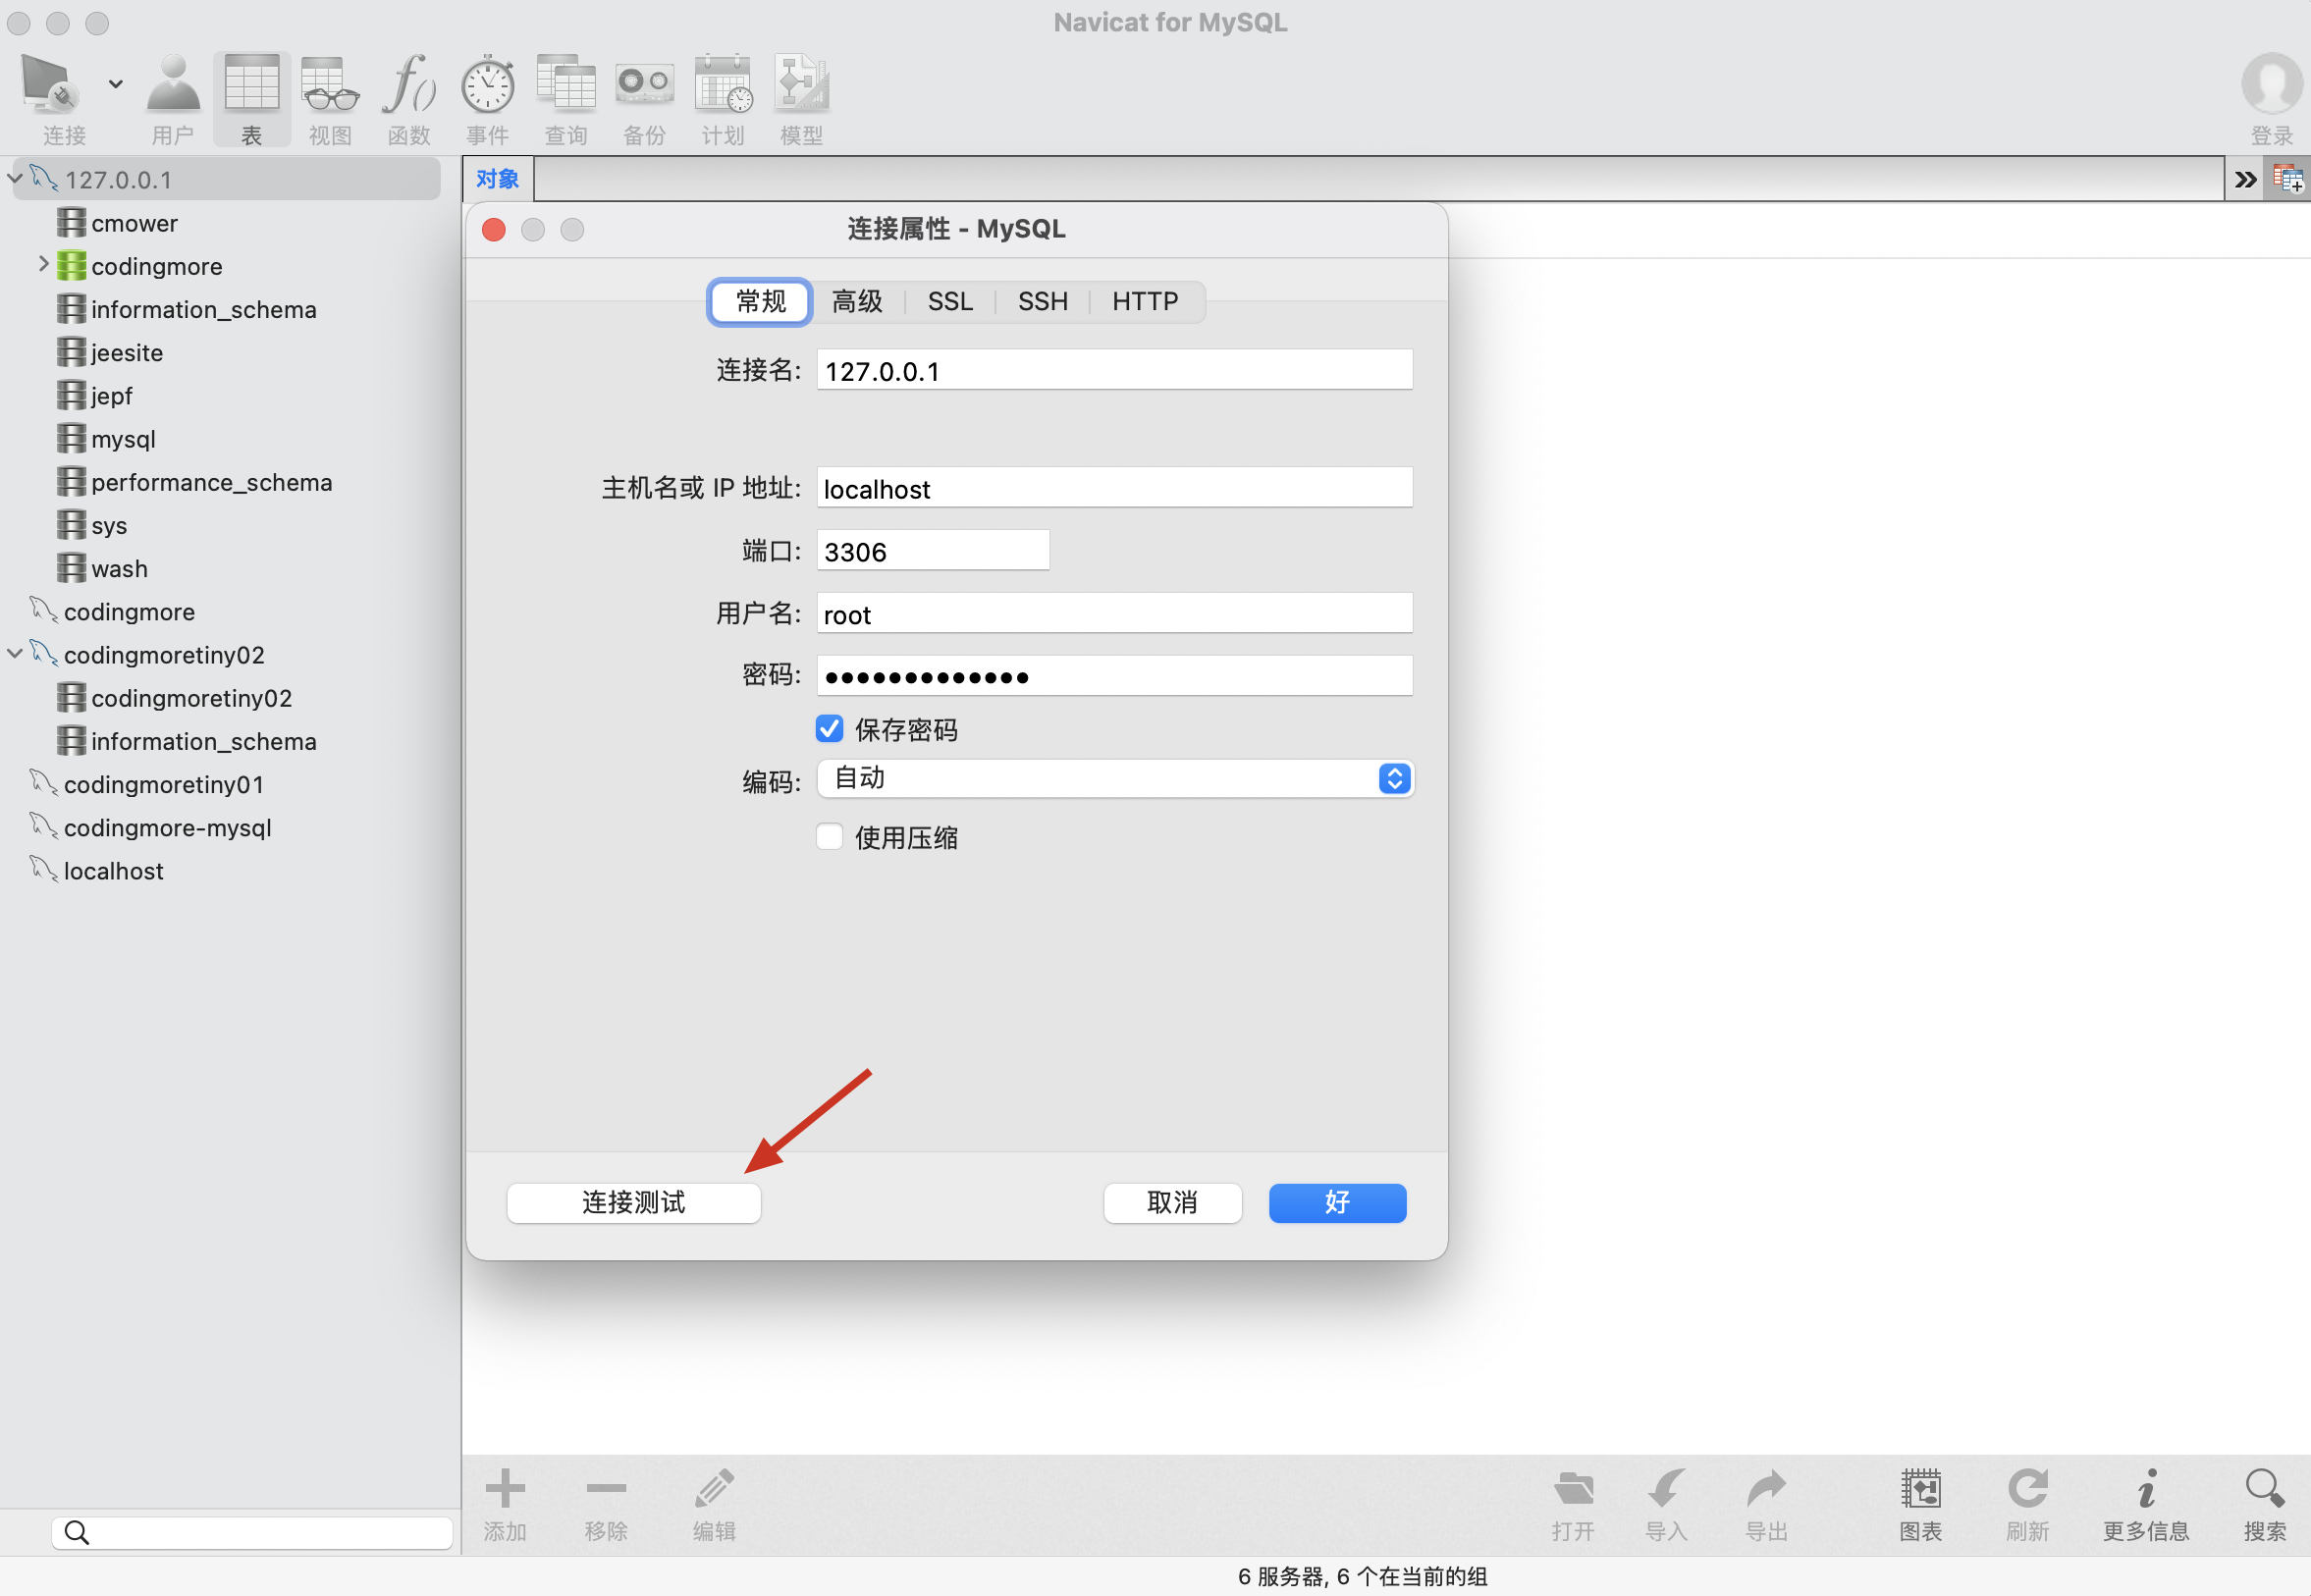 Navicat for MySQL
连接
用户
表
视图
函数
事件
查询
备份
计划
模型
登录
127.0.0.1
cmower
codingmore
information_schema
jeesite
jepf
mysql
performance_schema
sys
wash
codingmore
codingmoretiny02
codingmoretiny02
information_schema
codingmoretiny01
codingmore-mysql
localhost
对象
连接属性 - MySQL
常规 高级 SSL SSH HTTP
连接名: 127.0.0.1
主机名或 IP 地址: localhost
端口: 3306
用户名: root
密码: •••••••••••••
保存密码
编码: 自动
使用压缩
连接测试
取消
好
添加
移除
编辑
打开
导入
导出
图表
刷新
更多信息
搜索
6 服务器, 6 个在当前的组